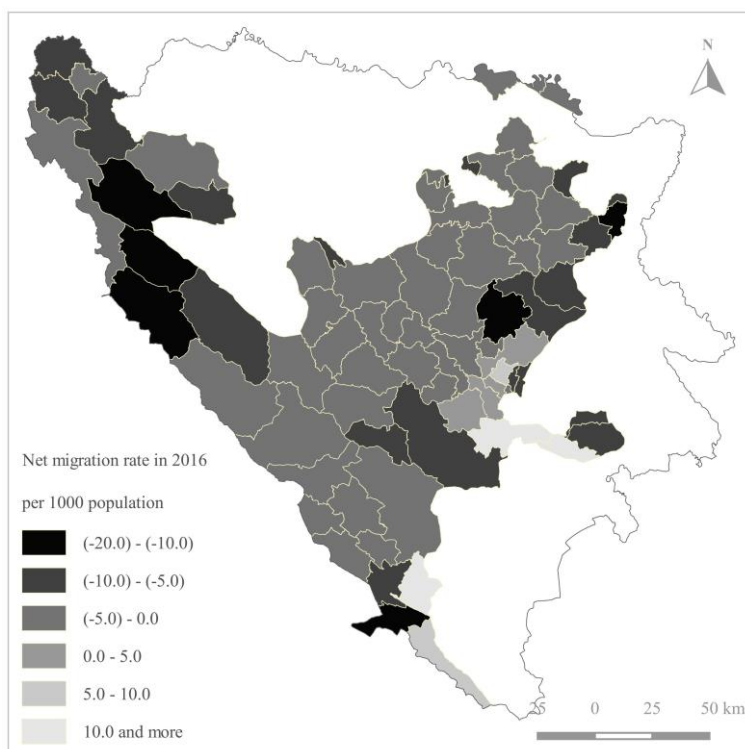 N
Net migration rate in 2016
per 1000 population
(-20.0) - (-10.0)
(-10.0) - (-5.0)
(-5.0) - 0.0
0.0 - 5.0
5.0 - 10.0
10.0 and more
25 0 25 50 km